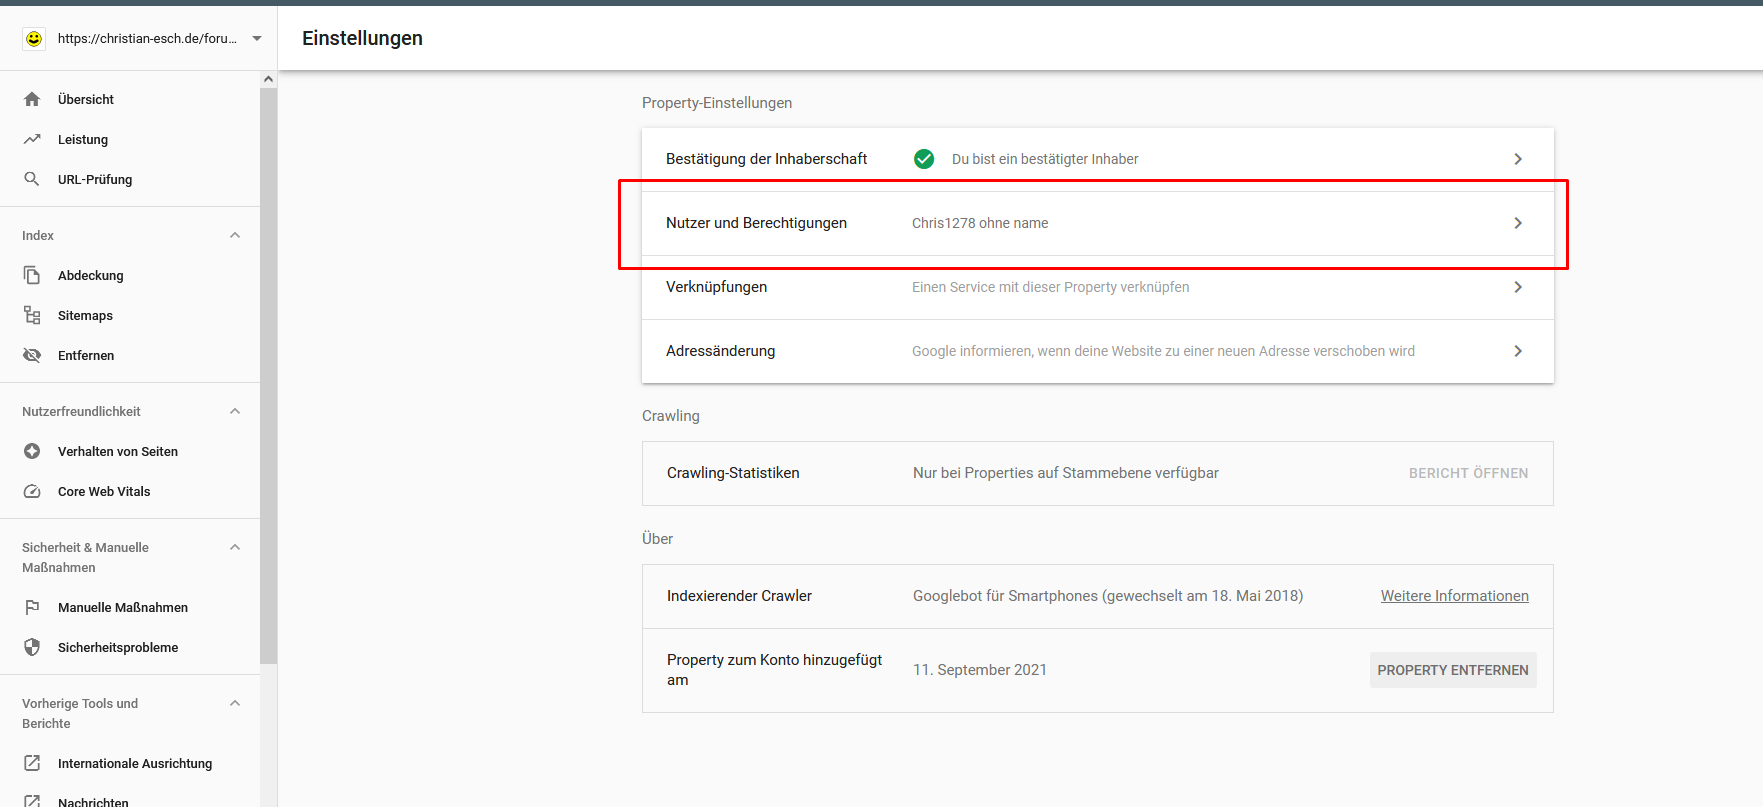 https://christian-esch.de/foru...
Einstellungen
Übersicht
Leistung
URL-Prüfung
Index
Abdeckung
Sitemaps
Entfernen
Nutzerfreundlichkeit
Verhalten von Seiten
Core Web Vitals
Sicherheit & Manuelle
Maßnahmen
Manuelle Maßnahmen
Sicherheitsprobleme
Vorherige Tools und
Berichte
Internationale Ausrichtung
Nachrichten
Property-Einstellungen
Bestätigung der Inhaberschaft Du bist ein bestätigter Inhaber
Nutzer und Berechtigungen Chris1278 ohne name
Verknüpfungen Einen Service mit dieser Property verknüpfen
Adressänderung Google informieren, wenn deine Website zu einer neuen Adresse verschoben wird
Crawling
Crawling-Statistiken Nur bei Properties auf Stammebene verfügbar BERICHT ÖFFNEN
Über
Indexierender Crawler Googlebot für Smartphones (gewechselt am 18. Mai 2018) Weitere Informationen
Property zum Konto hinzugefügt
am 11. September 2021 PROPERTY ENTFERNEN